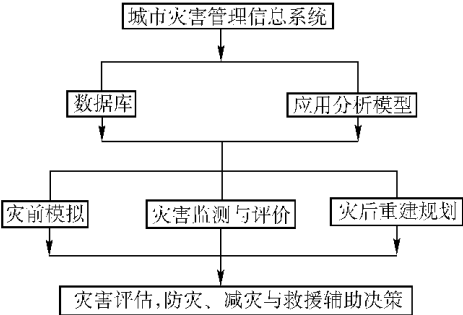 城市灾害管理信息系统
数据库
应用分析模型
灾前模拟
灾害监测与评价
灾后重建规划
灾害评估,防灾、减灾与救援辅助决策